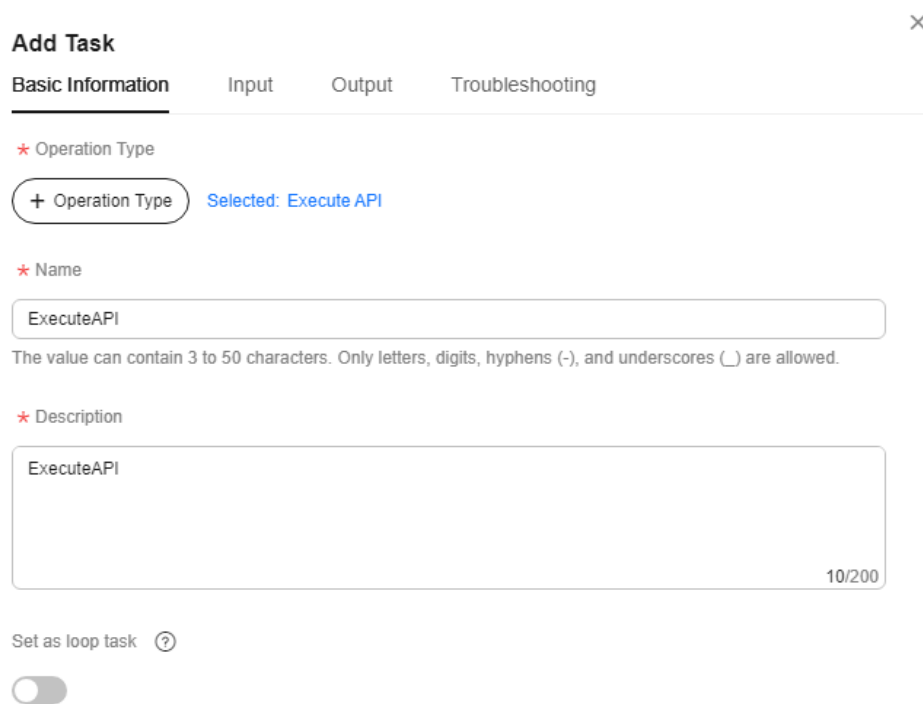 Add Task
Basic Information Input Output Troubleshooting
* Operation Type
+ Operation Type Selected: Execute API
* Name
ExecuteAPI
The value can contain 3 to 50 characters. Only letters, digits, hyphens (-), and underscores (_) are allowed.
* Description
ExecuteAPI
10/200
Set as loop task ?